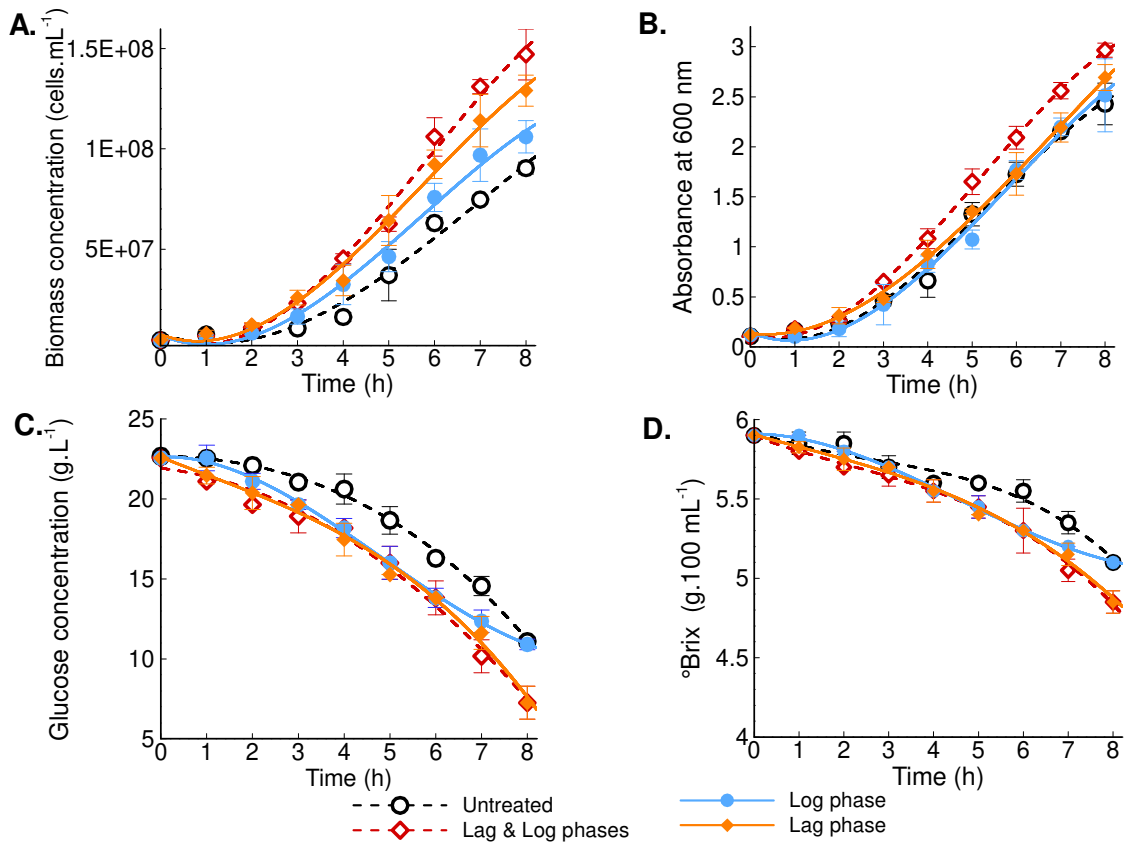 A.
Biomass concentration (cells.mL⁻¹)
1.5E+08
1E+08
5E+07
0 1 2 3 4 5 6 7 8
Time (h)
B.
Absorbance at 600 nm
3
2.5
2
1.5
1
0.5
0
0 1 2 3 4 5 6 7 8
Time (h)
C.
Glucose concentration (g.L⁻¹)
25
20
15
10
5
0 1 2 3 4 5 6 7 8
Time (h)
D.
ºBrix (g.100 mL⁻¹)
6
5.5
5
4.5
4
0 1 2 3 4 5 6 7 8
Time (h)
Untreated
Lag & Log phases
Log phase
Lag phase